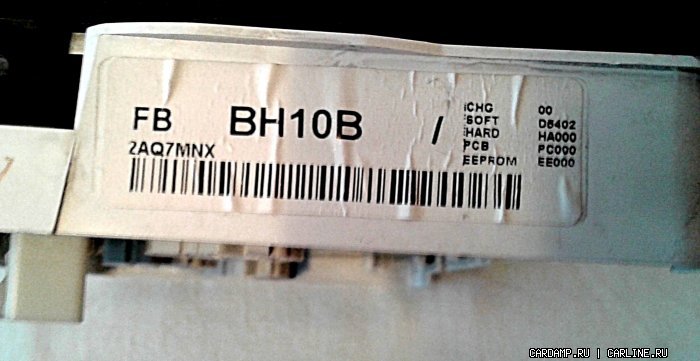 FB BH10B /
2AQ7MNX
CHG 00
SOFT D5402
HARD HA000
PCB PC000
EEPROM EE000
CARDAMP.RU | CARLINE.RU